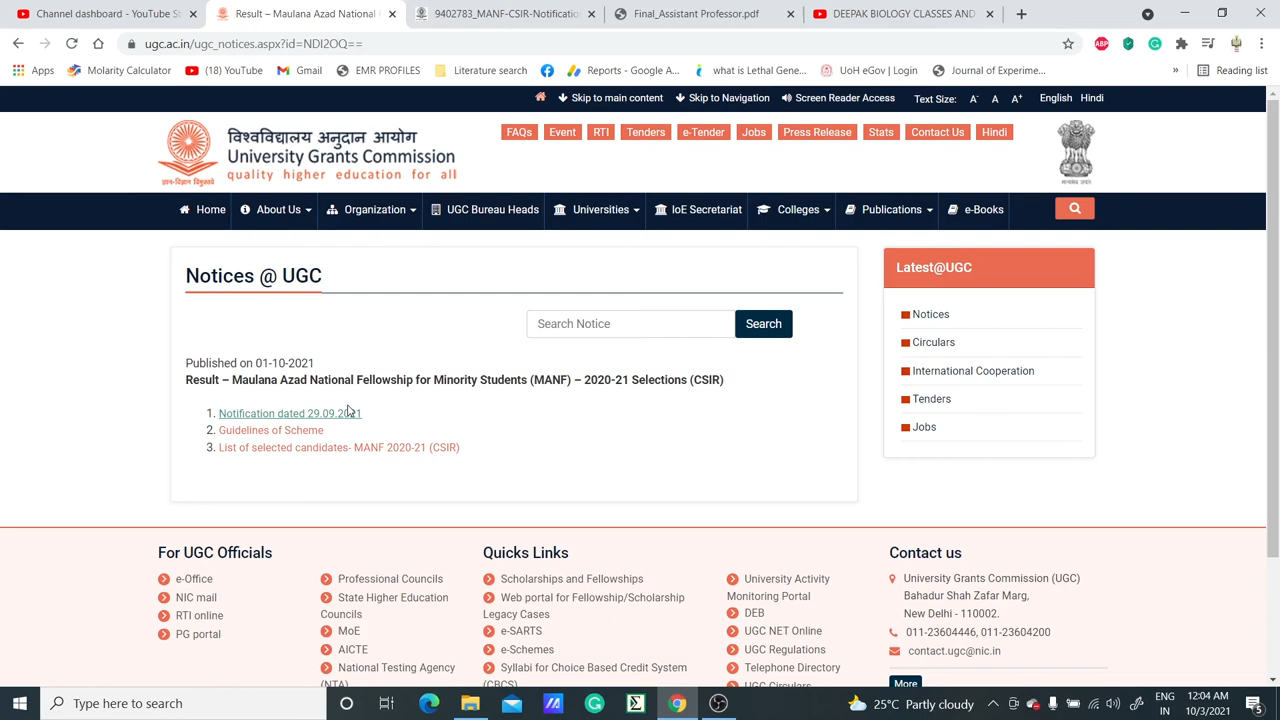 Channel dashboard - YouTube St
Result – Maulana Azad National F
9402783_MANF-CSIR-Notification
Final_Assistant Professor.pdf
DEEPAK BIOLOGY CLASSES AND
ugc.ac.in/ugc_notices.aspx?id=NDI2OQ==
ABP
Apps
Molarity Calculator
(18) YouTube
Gmail
EMR PROFILES
Literature search
Reports - Google A...
what is Lethal Gene...
UoH eGov | Login
Journal of Experime...
»
Reading list
Skip to main content
Skip to Navigation
Screen Reader Access
Text Size:
A-
A
A+
English
Hindi
विश्वविद्यालय अनुदान आयोग
University Grants Commission
quality higher education for all
ज्ञान-विज्ञान विमुक्तये
FAQs
Event
RTI
Tenders
e-Tender
Jobs
Press Release
Stats
Contact Us
Hindi
Home
About Us
Organization
UGC Bureau Heads
Universities
IoE Secretariat
Colleges
Publications
e-Books
Notices @ UGC
Search Notice
Search
Published on 01-10-2021
Result – Maulana Azad National Fellowship for Minority Students (MANF) – 2020-21 Selections (CSIR)
1. Notification dated 29.09.2021
2. Guidelines of Scheme
3. List of selected candidates- MANF 2020-21 (CSIR)
Latest@UGC
Notices
Circulars
International Cooperation
Tenders
Jobs
For UGC Officials
e-Office
NIC mail
RTI online
PG portal
Professional Councils
State Higher Education
Councils
MoE
AICTE
National Testing Agency
(NTA)
Quicks Links
Scholarships and Fellowships
Web portal for Fellowship/Scholarship
Legacy Cases
e-SARTS
e-Schemes
Syllabi for Choice Based Credit System
(CBCS)
University Activity
Monitoring Portal
DEB
UGC NET Online
UGC Regulations
Telephone Directory
UGC Circulars
Contact us
University Grants Commission (UGC)
Bahadur Shah Zafar Marg,
New Delhi - 110002.
011-23604446, 011-23604200
contact.ugc@nic.in
More
Type here to search
25°C Partly cloudy
ENG
IN
12:04 AM
10/3/2021
5